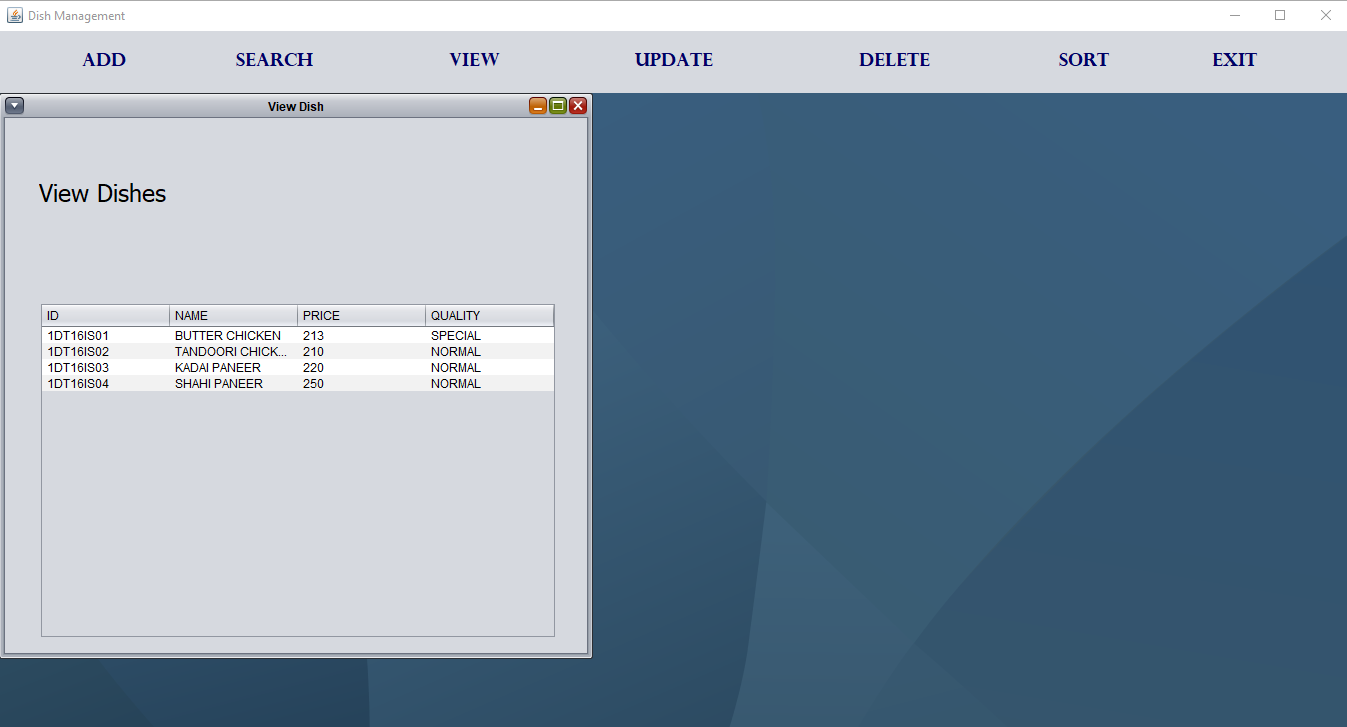 Dish Management
ADD SEARCH VIEW UPDATE DELETE SORT EXIT
View Dish
View Dishes
ID NAME PRICE QUALITY
1DT16IS01 BUTTER CHICKEN 213 SPECIAL
1DT16IS02 TANDOORI CHICK... 210 NORMAL
1DT16IS03 KADAI PANEER 220 NORMAL
1DT16IS04 SHAHI PANEER 250 NORMAL